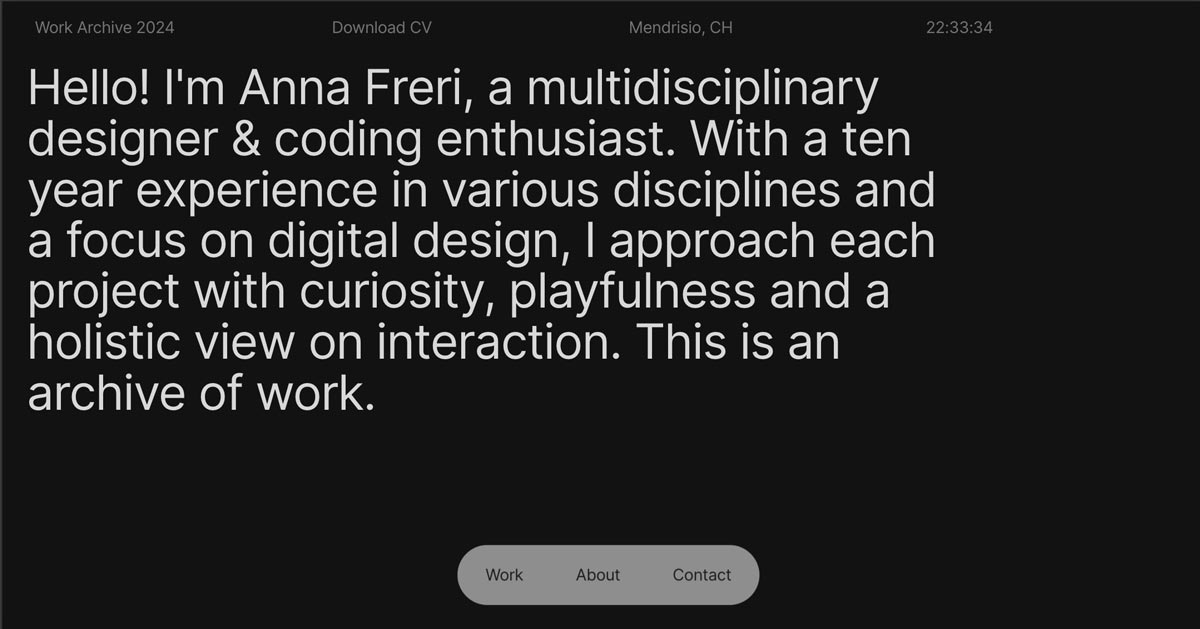 Work Archive 2024 Download CV Mendrisio, CH 22:33:34
Hello! I'm Anna Freri, a multidisciplinary
designer & coding enthusiast. With a ten
year experience in various disciplines and
a focus on digital design, I approach each
project with curiosity, playfulness and a
holistic view on interaction. This is an
archive of work.
Work About Contact